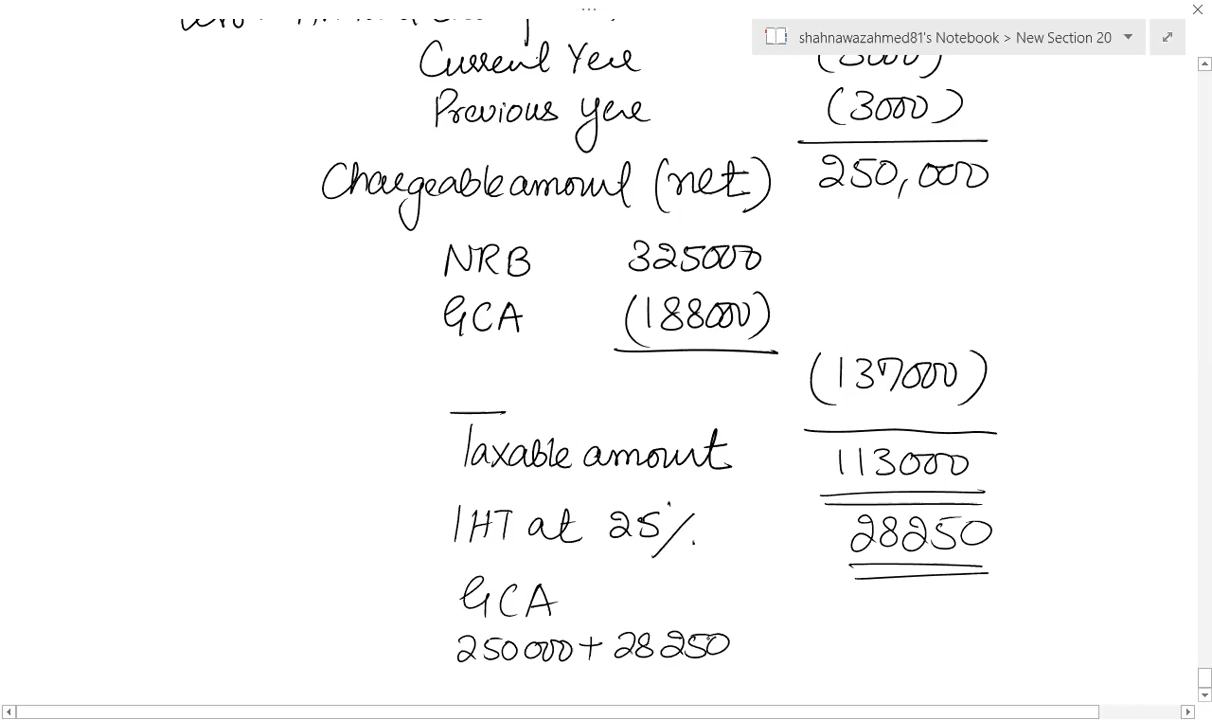 shahnawazahmed81's Notebook > New Section 20
Current Year (3000)
Previous year (3000)
Chargeable amount (net) 250,000
NRB 325000
GCA (188000)
(137000)
Taxable amount 113000
IHT at 25% 28250
GCA
250000 + 28250